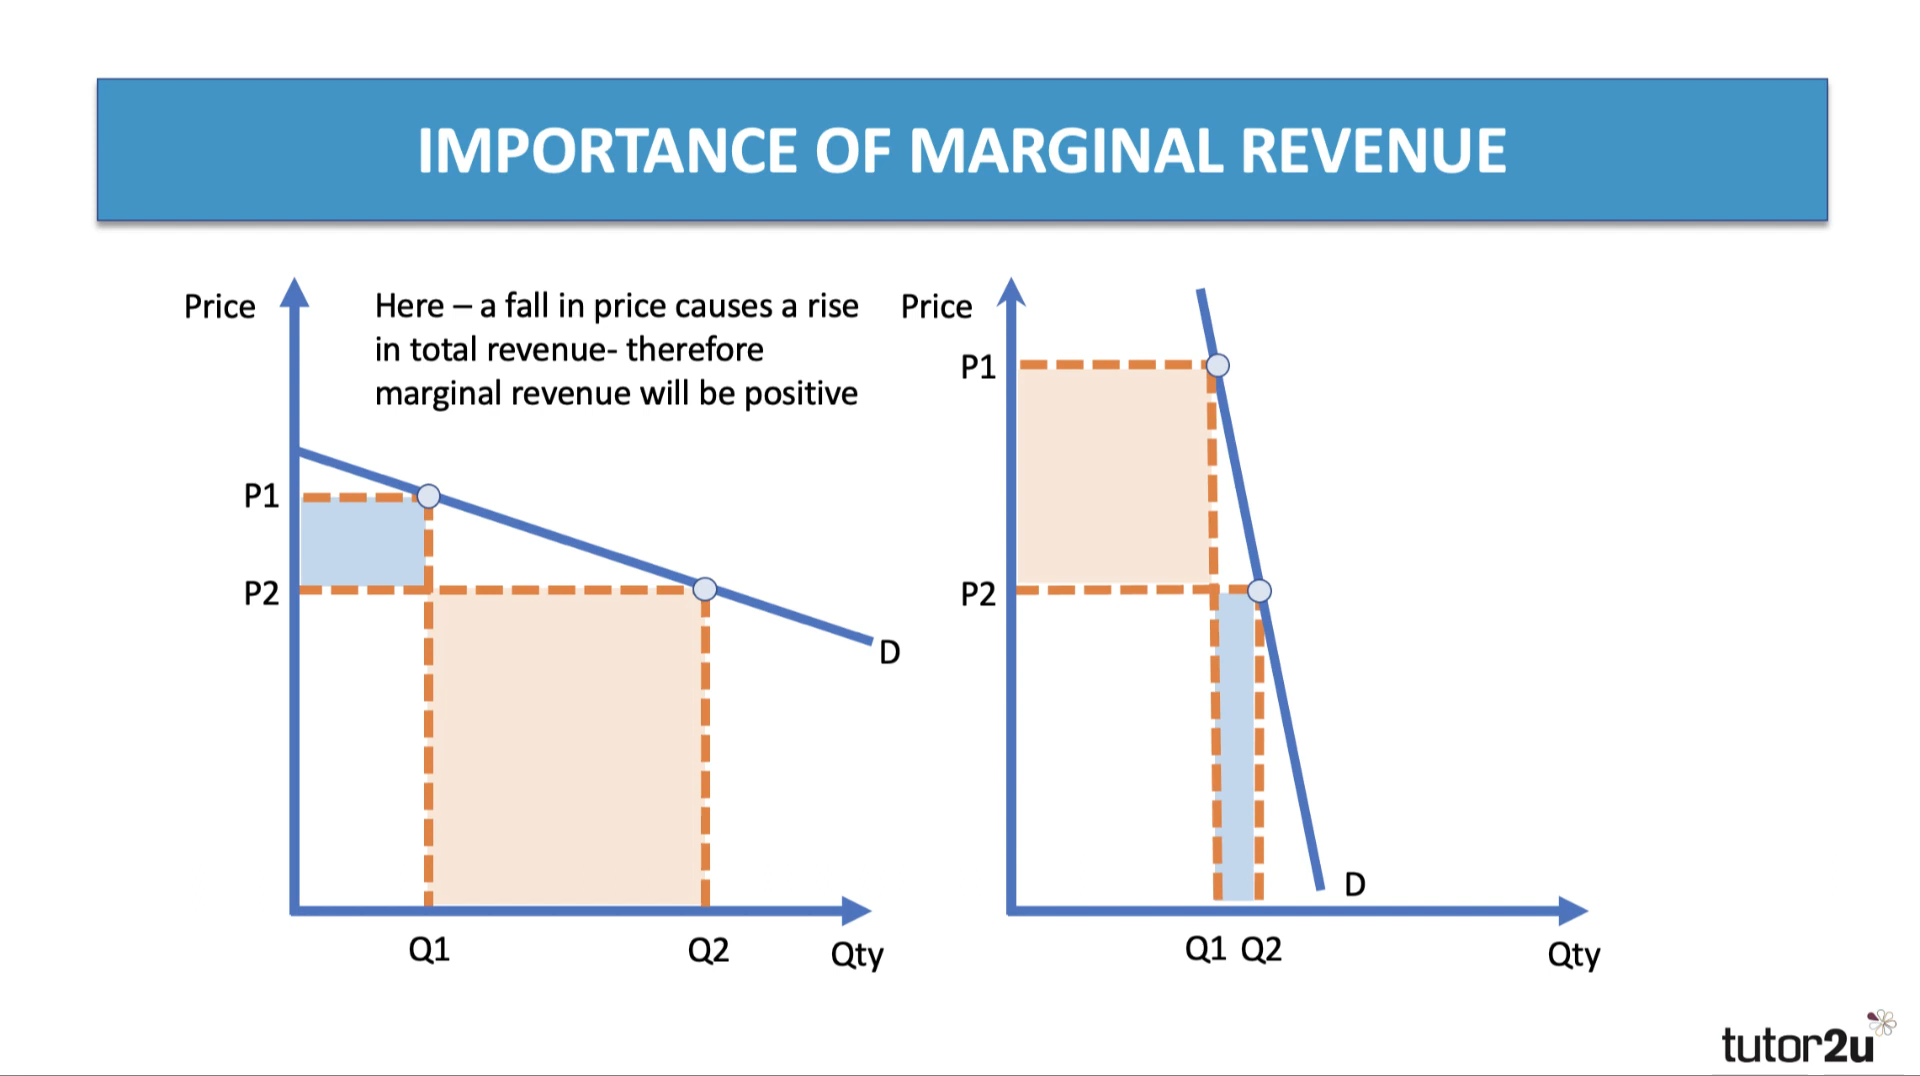 IMPORTANCE OF MARGINAL REVENUE
Price
Here – a fall in price causes a rise
in total revenue- therefore
marginal revenue will be positive
P1
P2
D
Q1
Q2
Qty
Price
P1
P2
D
Q1
Q2
Qty
tutor2u